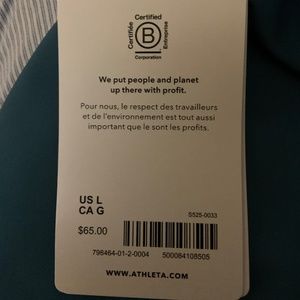 Certified
Certifiée
B
Entreprise
Corporation
We put people and planet
up there with profit.
Pour nous, le respect des travailleurs
et de l'environnement est tout aussi
important que le sont les profits.
US L
CA G
$65.00
S525-0033
798464-01-2-0004
500084108505
WWW.ATHLETA.COM